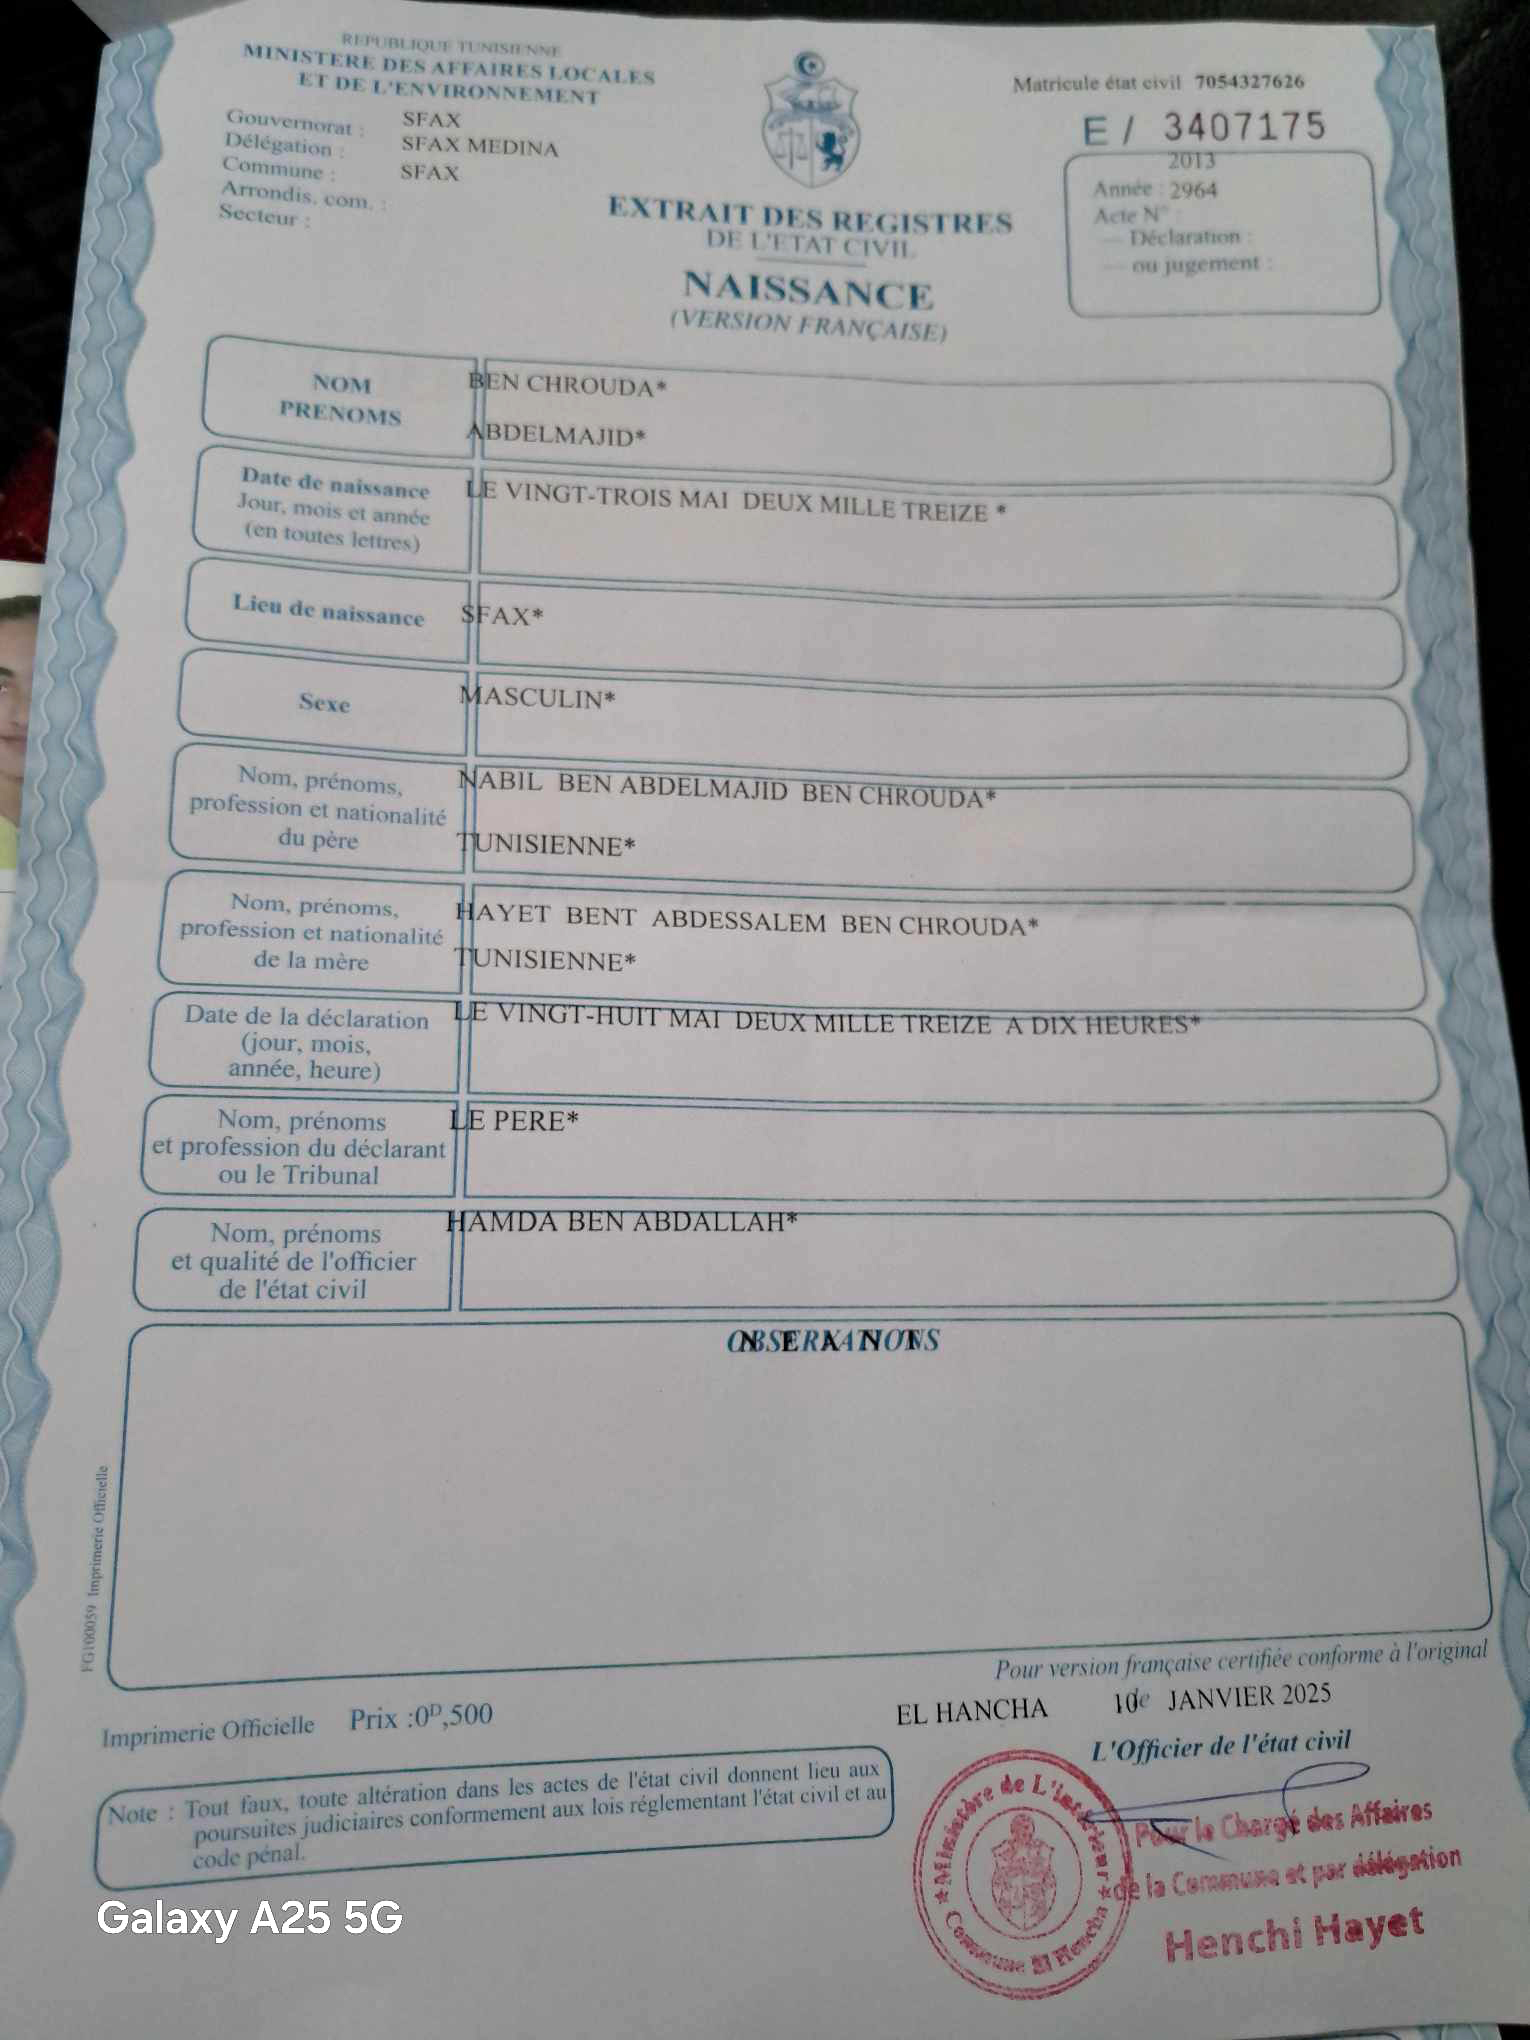 REPUBLIQUE TUNISIENNE
MINISTERE DES AFFAIRES LOCALES
ET DE L'ENVIRONNEMENT
Gouvernorat : SFAX
Délégation : SFAX MEDINA
Commune : SFAX
Arrondis. com. :
Secteur :
EXTRAIT DES REGISTRES
DE L'ETAT CIVIL
NAISSANCE
(VERSION FRANÇAISE)
Matricule état civil 7054327626
E / 3407175
2013
Année : 2964
Acte N° :
— Déclaration :
— ou jugement :
NOM
PRENOMS
BEN CHROUDA*
ABDELMAJID*
Date de naissance
Jour, mois et année
(en toutes lettres)
LE VINGT-TROIS MAI DEUX MILLE TREIZE *
Lieu de naissance
SFAX*
Sexe
MASCULIN*
Nom, prénoms,
profession et nationalité
du père
NABIL BEN ABDELMAJID BEN CHROUDA*
TUNISIENNE*
Nom, prénoms,
profession et nationalité
de la mère
HAYET BENT ABDESSALEM BEN CHROUDA*
TUNISIENNE*
Date de la déclaration
(jour, mois,
année, heure)
LE VINGT-HUIT MAI DEUX MILLE TREIZE A DIX HEURES*
Nom, prénoms
et profession du déclarant
ou le Tribunal
LE PERE*
Nom, prénoms
et qualité de l'officier
de l'état civil
HAMDA BEN ABDALLAH*
OBSERVATIONS
N E A N T
FG100059 Imprimerie Officielle
Pour version française certifiée conforme à l'original
EL HANCHA 10 le JANVIER 2025
L'Officier de l'état civil
Imprimerie Officielle Prix :0ᴰ,500
Note : Tout faux, toute altération dans les actes de l'état civil donnent lieu aux
poursuites judiciaires conformement aux lois réglementant l'état civil et au
code pénal.
Ministère de L'intérieur
Commune El Hencha
Pour le Chargé des Affaires
de la Commune et par délégation
Henchi Hayet
Galaxy A25 5G